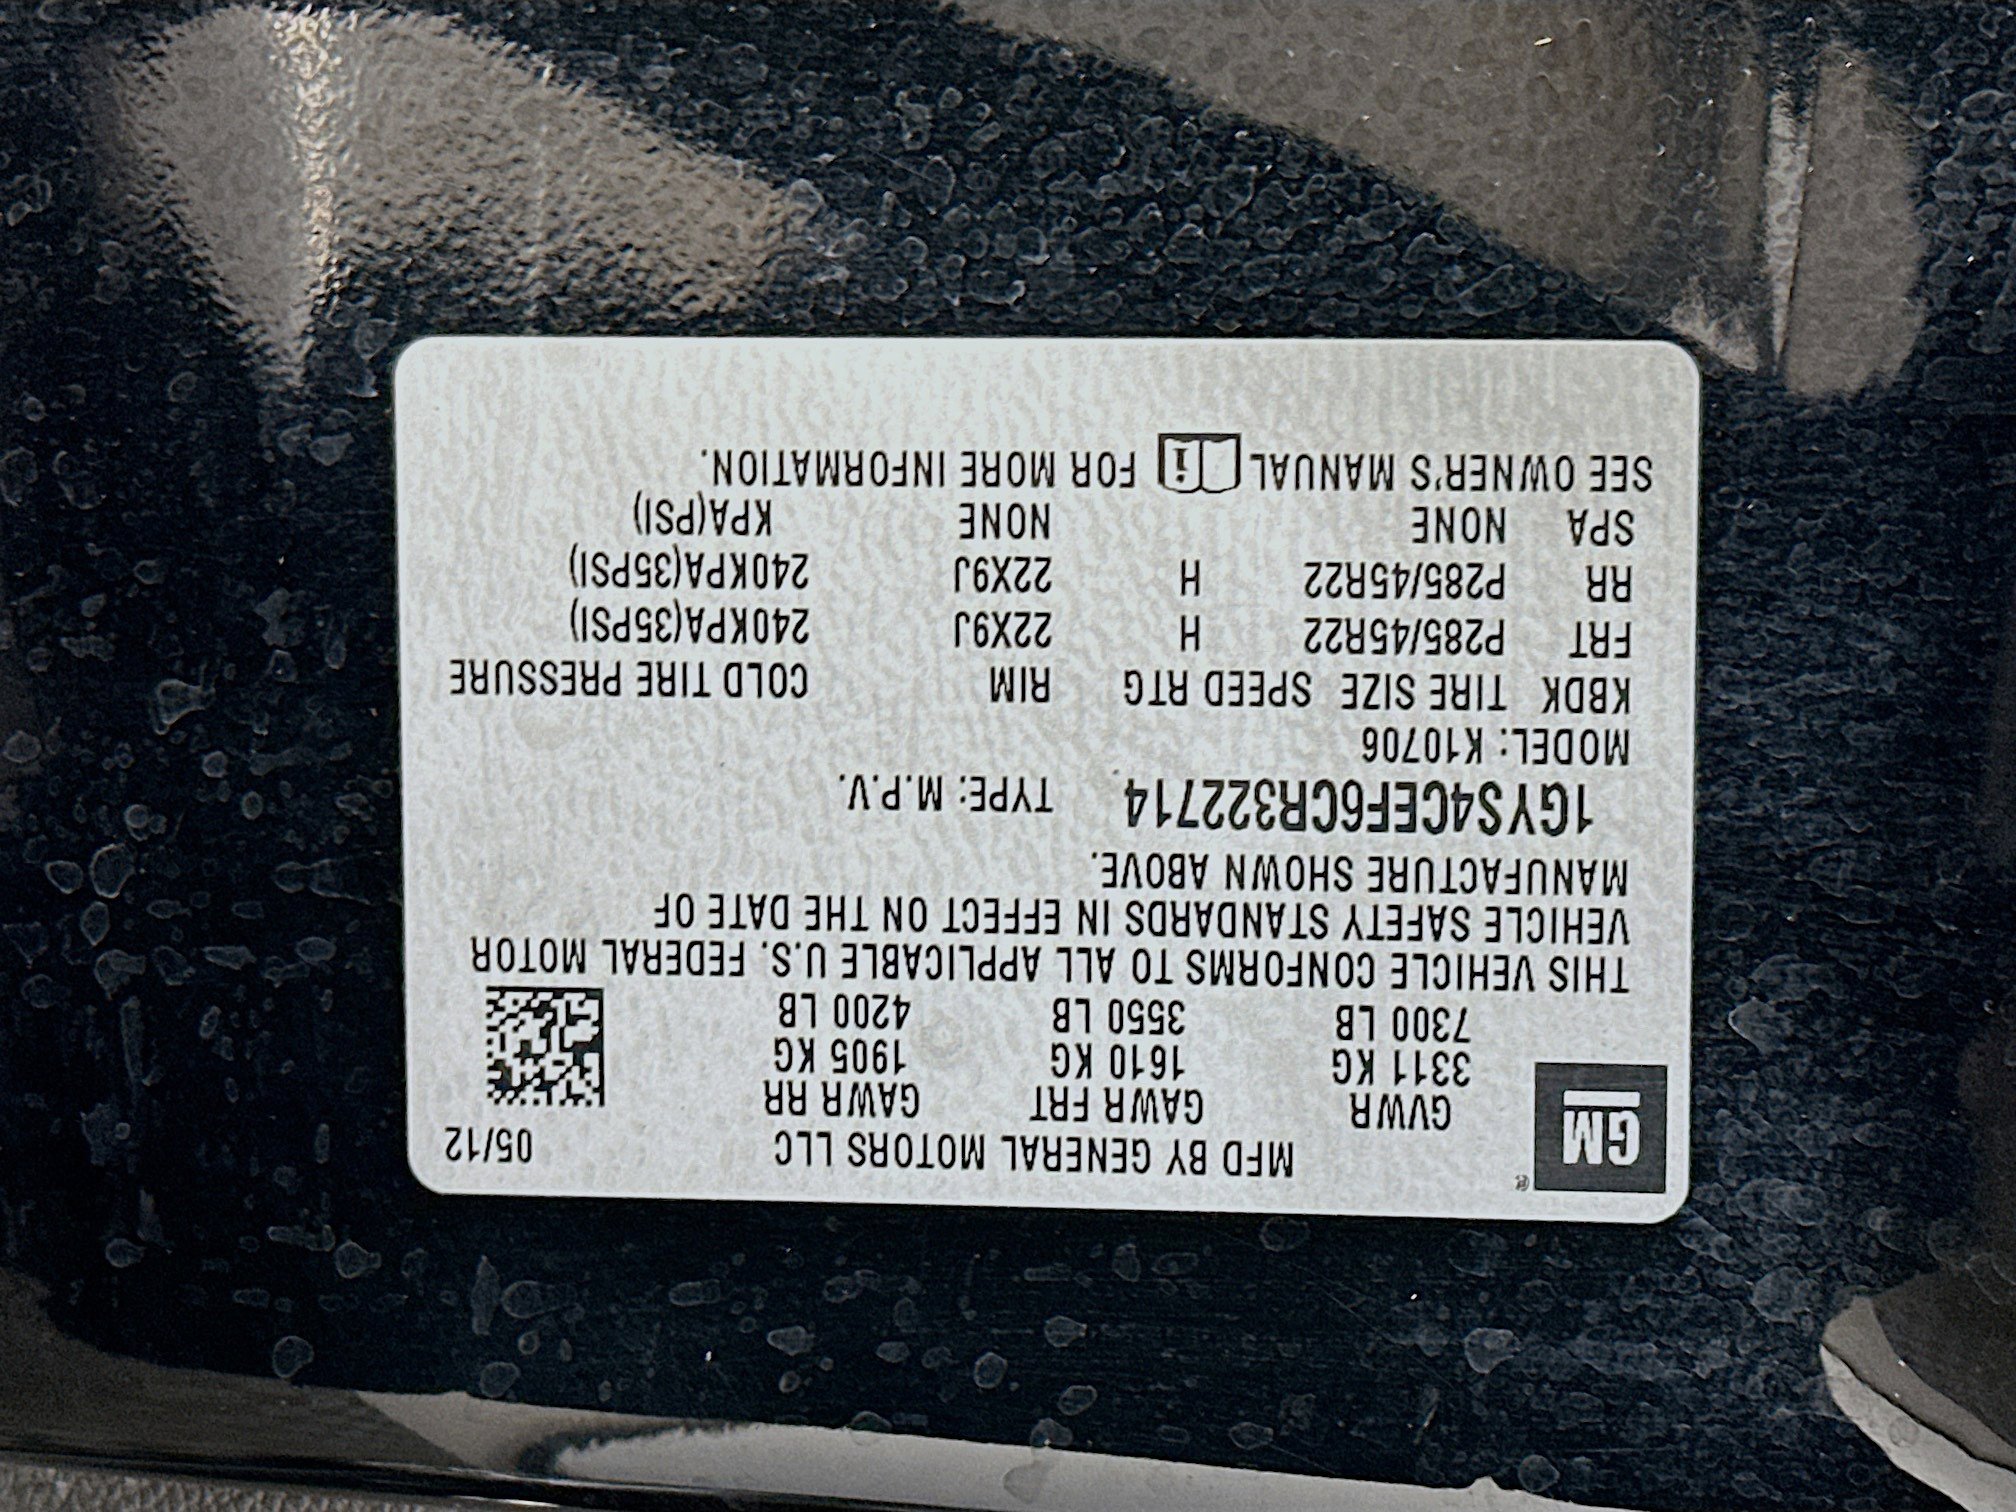 GM ®
MFD BY GENERAL MOTORS LLC 05/12
GVWR GAWR FRT GAWR RR
3311 KG 1610 KG 1905 KG
7300 LB 3550 LB 4200 LB
THIS VEHICLE CONFORMS TO ALL APPLICABLE U.S. FEDERAL MOTOR
VEHICLE SAFETY STANDARDS IN EFFECT ON THE DATE OF
MANUFACTURE SHOWN ABOVE.
1GYS4CEF6CR322714 TYPE: M.P.V.
MODEL: K10706
KBDK TIRE SIZE SPEED RTG RIM COLD TIRE PRESSURE
FRT P285/45R22 H 22X9J 240KPA(35PSI)
RR P285/45R22 H 22X9J 240KPA(35PSI)
SPA NONE NONE KPA(PSI)
SEE OWNER'S MANUAL i FOR MORE INFORMATION.